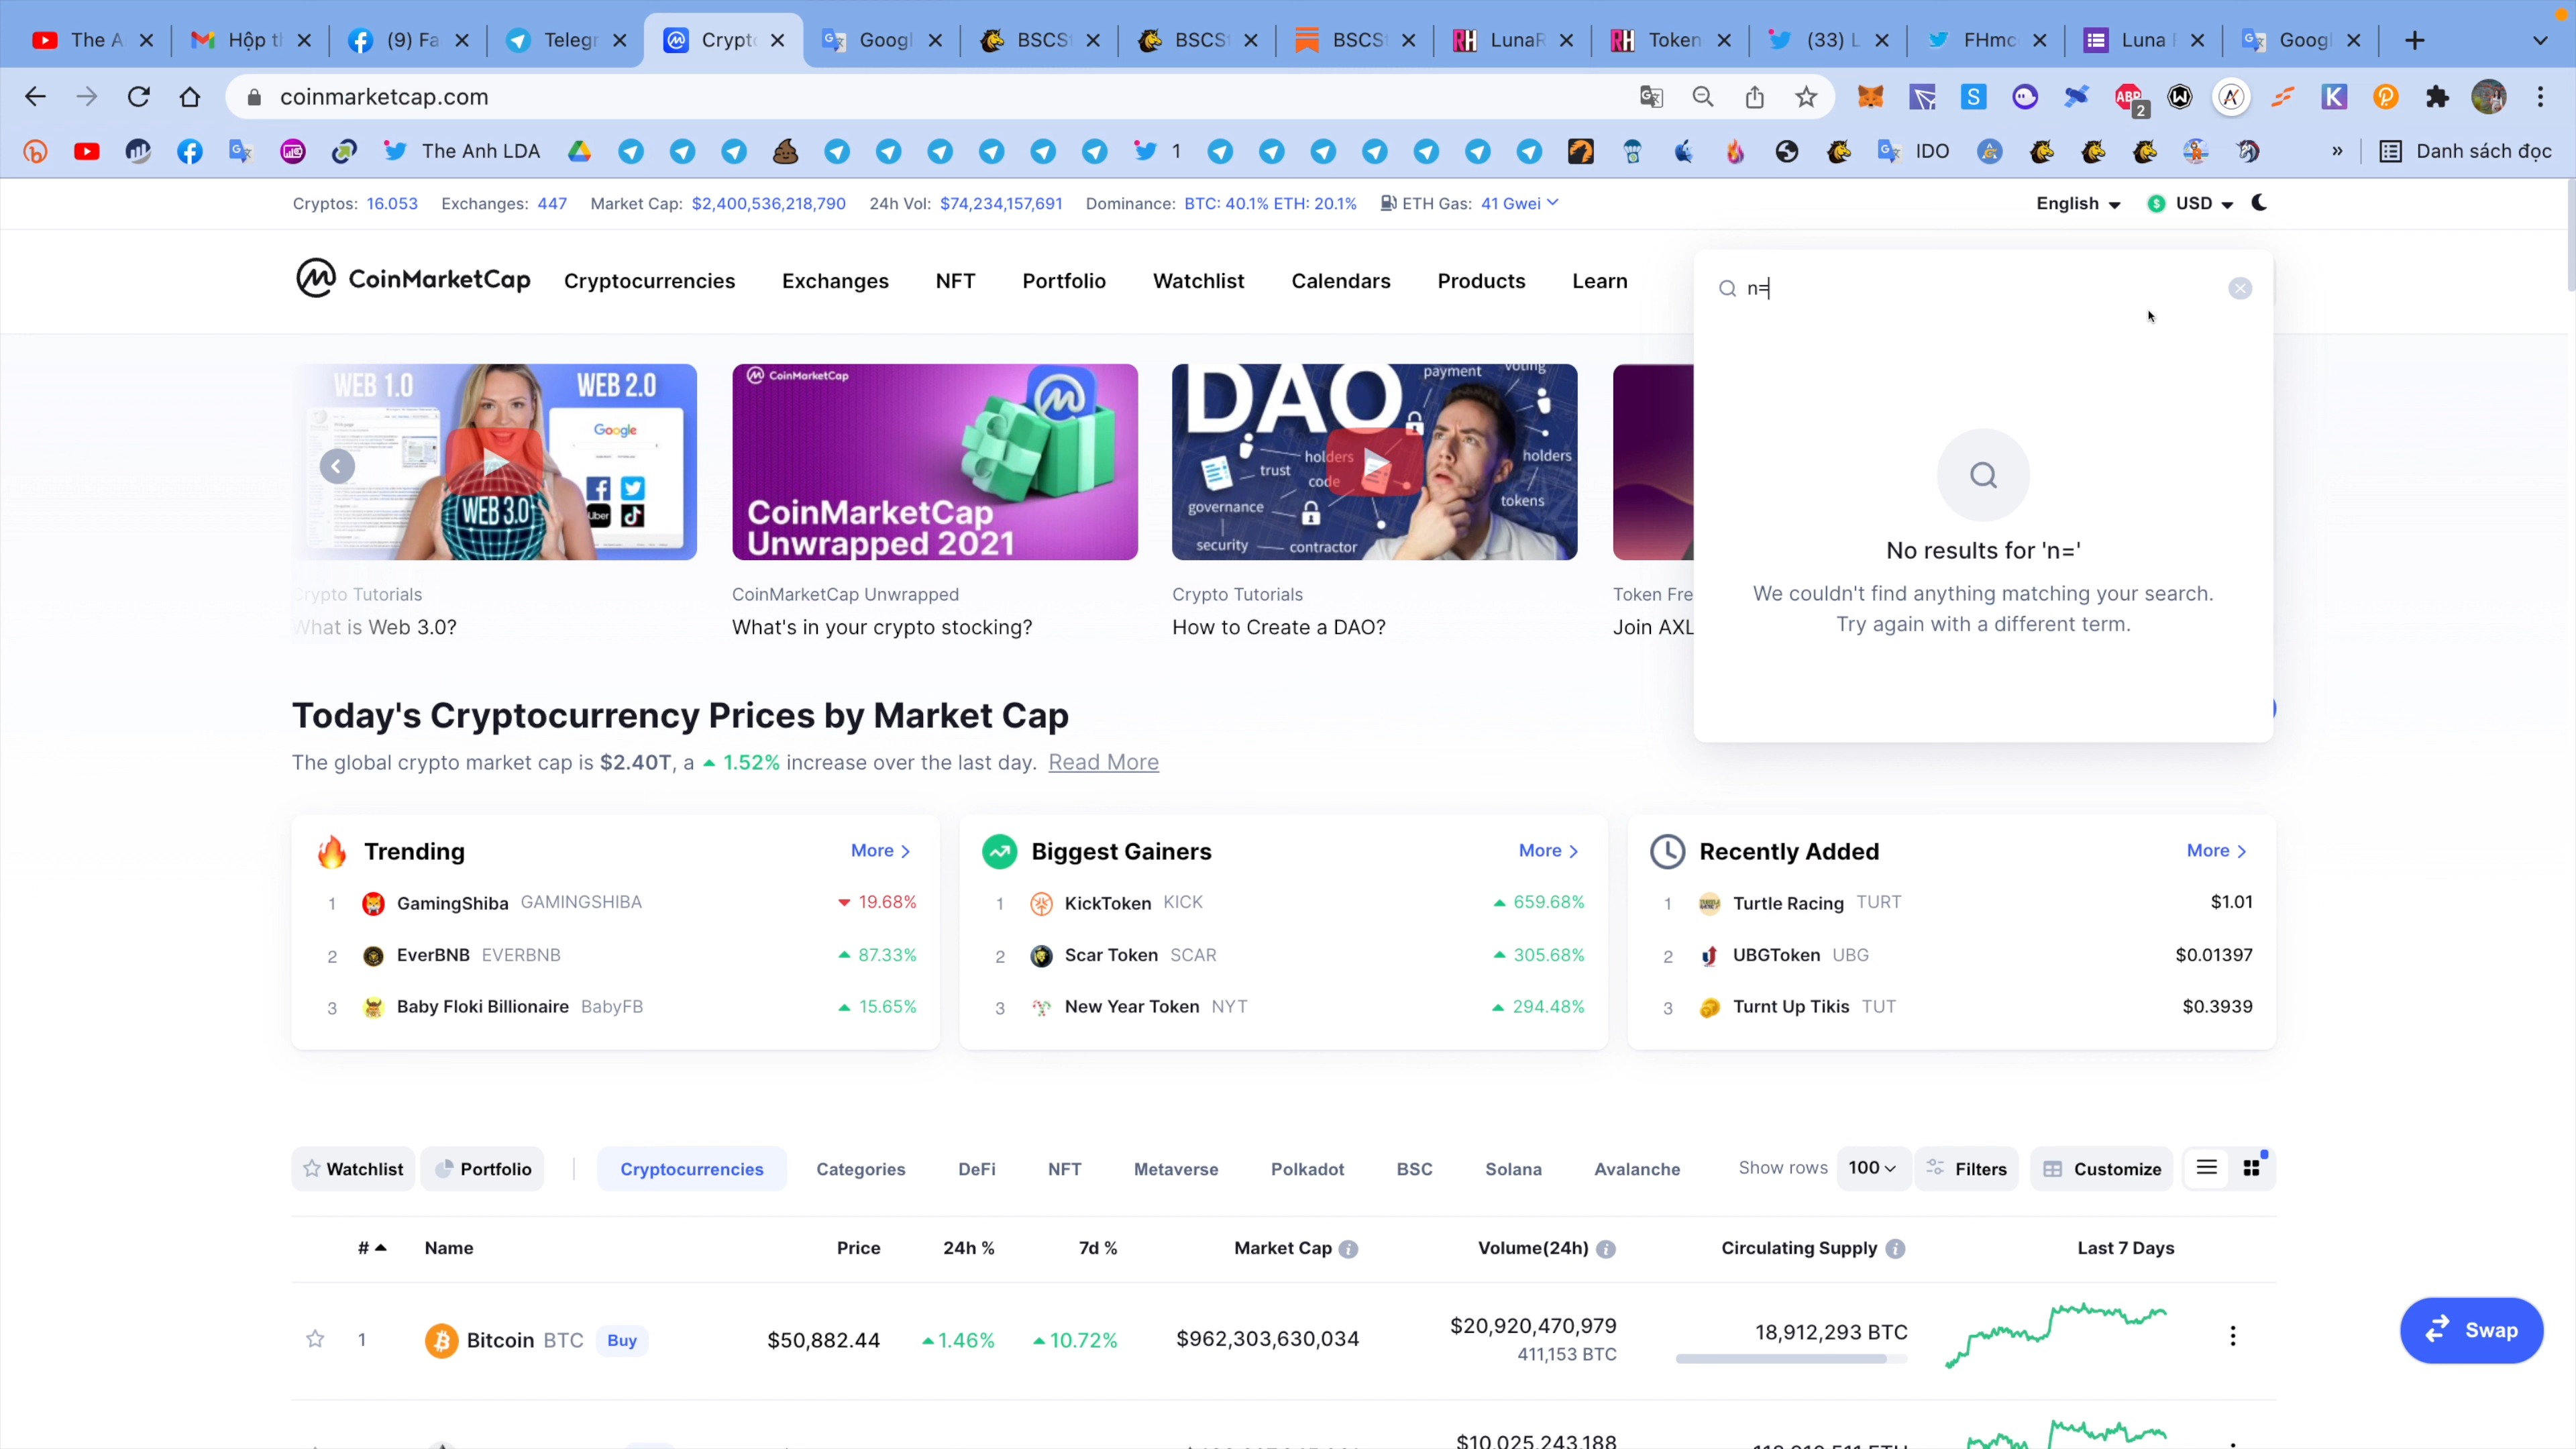 The A
Hộp t
(9) Fa
Telegr
Crypto
Googl
BSCS
BSCS
BSCS
LunaR
Token
(33) L
FHmc
Luna
Googl
coinmarketcap.com
ABP 2
The Anh LDA
1
IDO
»
Danh sách đọc
Cryptos: 16.053 Exchanges: 447 Market Cap: $2,400,536,218,790 24h Vol: $74,234,157,691 Dominance: BTC: 40.1% ETH: 20.1% ETH Gas: 41 Gwei
English USD
CoinMarketCap Cryptocurrencies Exchanges NFT Portfolio Watchlist Calendars Products Learn
n=
WEB 1.0 WEB 2.0
Google
WEB 3.0
Uber
CoinMarketCap
CoinMarketCap
Unwrapped 2021
DAO
payment
voting
holders
trust
code
holders
tokens
governance
security
contractor
No results for 'n='
We couldn't find anything matching your search.
Try again with a different term.
Crypto Tutorials
What is Web 3.0?
CoinMarketCap Unwrapped
What's in your crypto stocking?
Crypto Tutorials
How to Create a DAO?
Token Fre
Join AXL
Today's Cryptocurrency Prices by Market Cap
The global crypto market cap is $2.40T, a 1.52% increase over the last day. Read More
Trending More
1 GamingShiba GAMINGSHIBA 19.68%
2 EverBNB EVERBNB 87.33%
3 Baby Floki Billionaire BabyFB 15.65%
Biggest Gainers More
1 KickToken KICK 659.68%
2 Scar Token SCAR 305.68%
3 New Year Token NYT 294.48%
Recently Added More
1 Turtle Racing TURT $1.01
2 UBGToken UBG $0.01397
3 Turnt Up Tikis TUT $0.3939
Watchlist Portfolio Cryptocurrencies Categories DeFi NFT Metaverse Polkadot BSC Solana Avalanche Show rows 100 Filters Customize
# Name Price 24h % 7d % Market Cap Volume(24h) Circulating Supply Last 7 Days
1 Bitcoin BTC Buy $50,882.44 1.46% 10.72% $962,303,630,034 $20,920,470,979 18,912,293 BTC
411,153 BTC
Swap
$10,025,243,188